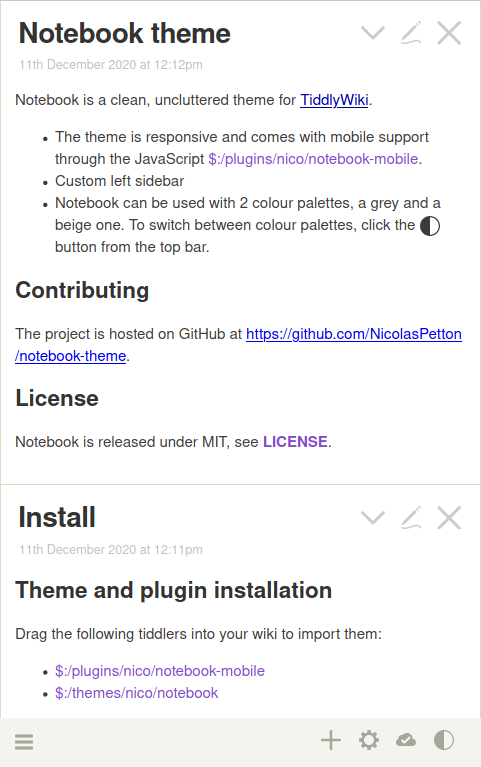 Notebook theme
11th December 2020 at 12:12pm
Notebook is a clean, uncluttered theme for TiddlyWiki.
• The theme is responsive and comes with mobile support
through the JavaScript $:/plugins/nico/notebook-mobile.
• Custom left sidebar
• Notebook can be used with 2 colour palettes, a grey and a
beige one. To switch between colour palettes, click the
button from the top bar.
Contributing
The project is hosted on GitHub at https://github.com/NicolasPetton
/notebook-theme.
License
Notebook is released under MIT, see LICENSE.
Install
11th December 2020 at 12:11pm
Theme and plugin installation
Drag the following tiddlers into your wiki to import them:
• $:/plugins/nico/notebook-mobile
• $:/themes/nico/notebook